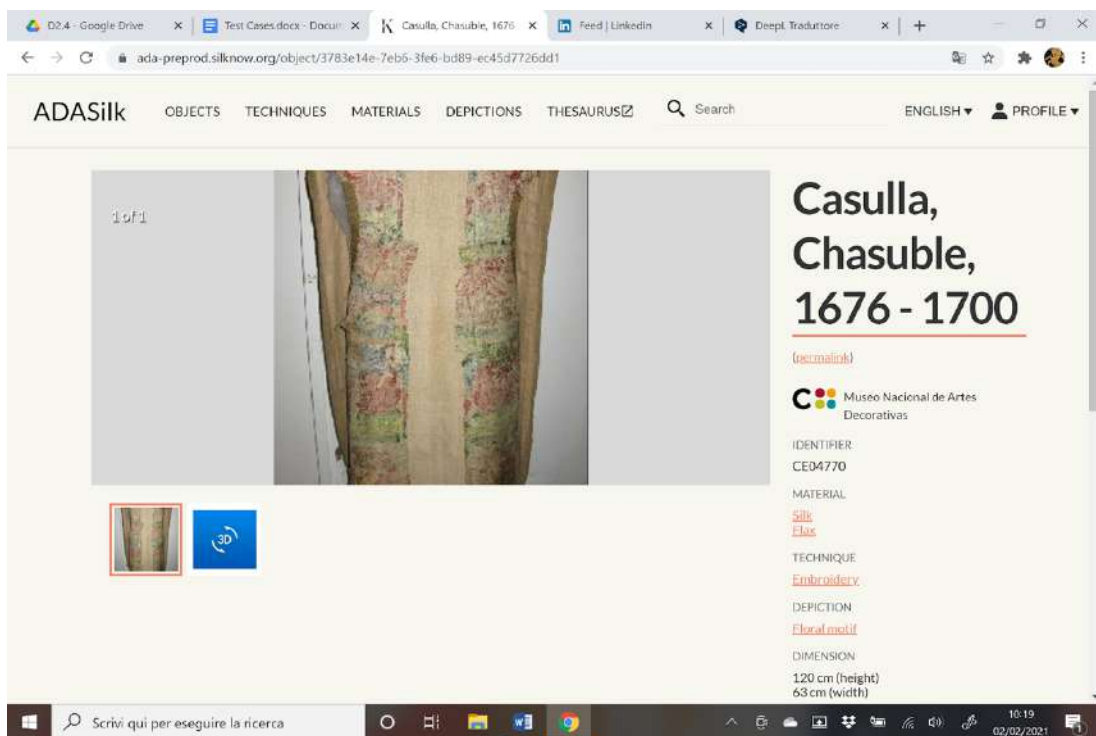 D2.4 - Google Drive
Test Cases.docx - Docum
Casulla, Chasuble, 1676
Feed | LinkedIn
DeepL Traduttore
ada-preprod.silknow.org/object/3783e14e-7eb6-3fe6-bd89-ec45d7726dd1
ADASilk OBJECTS TECHNIQUES MATERIALS DEPICTIONS THESAURUS Search ENGLISH PROFILE
1 of 1
3D
Casulla,
Chasuble,
1676 - 1700
(permalink)
Museo Nacional de Artes
Decorativas
IDENTIFIER
CE04770
MATERIAL
Silk
Flax
TECHNIQUE
Embroidery
DEPICTION
Floral motif
DIMENSION
120 cm (height)
63 cm (width)
Scrivi qui per eseguire la ricerca
10:19
02/02/2021